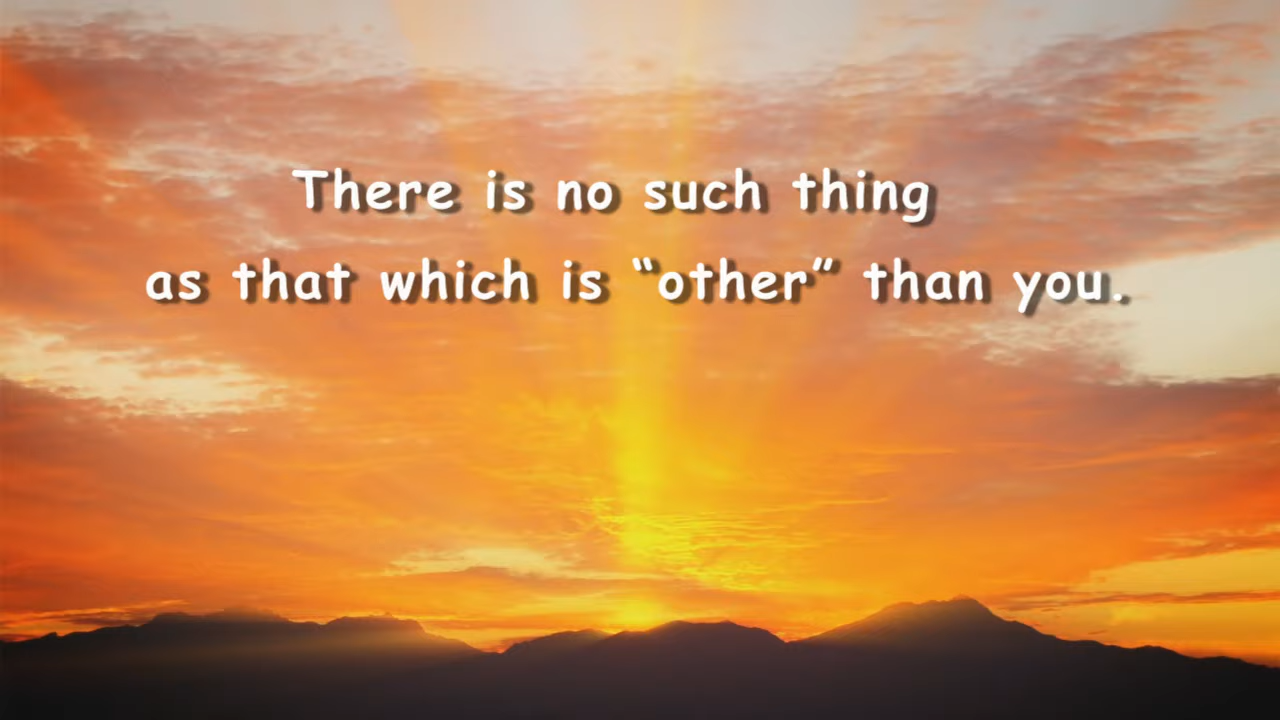 There is no such thing
as that which is “other” than you.